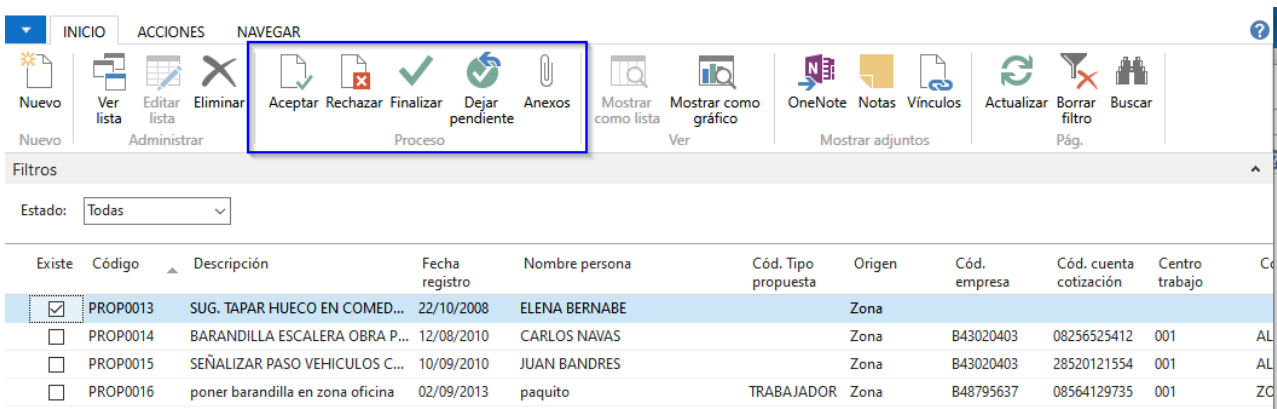 INICIO ACCIONES NAVEGAR
Nuevo Ver lista Editar lista Eliminar Aceptar Rechazar Finalizar Dejar pendiente Anexos Mostrar como lista Mostrar como gráfico OneNote Notas Vínculos Actualizar Borrar filtro Buscar
Nuevo Administrar Proceso Ver Mostrar adjuntos Pág.
Filtros
Estado: Todas
Existe Código Descripción Fecha registro Nombre persona Cód. Tipo propuesta Origen Cód. empresa Cód. cuenta cotización Centro trabajo
PROP0013 SUG. TAPAR HUECO EN COMED... 22/10/2008 ELENA BERNABE Zona
PROP0014 BARANDILLA ESCALERA OBRA P... 12/08/2010 CARLOS NAVAS Zona B43020403 08256525412 001 AL
PROP0015 SEÑALIZAR PASO VEHICULOS C... 10/09/2010 JUAN BANDRES Zona B43020403 28520121554 001 AL
PROP0016 poner barandilla en zona oficina 02/09/2013 paquito TRABAJADOR Zona B48795637 08564129735 001 ZO